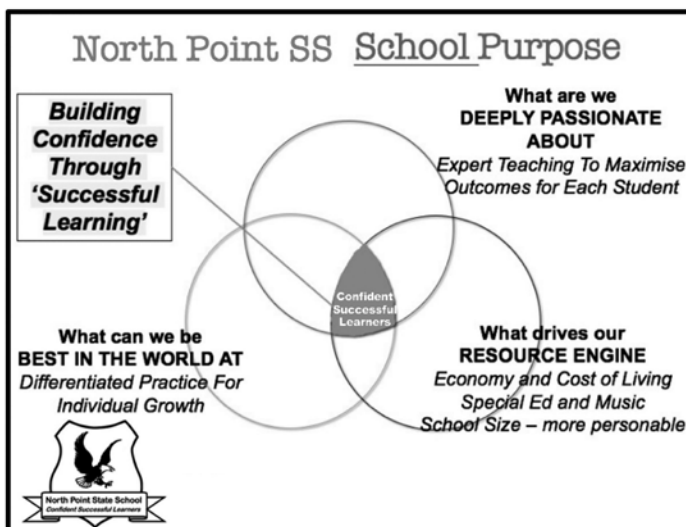 North Point SS School Purpose
Building
Confidence
Through
‘Successful
Learning’
What are we
DEEPLY PASSIONATE
ABOUT
Expert Teaching To Maximise
Outcomes for Each Student
Confident
Successful
Learners
What can we be
BEST IN THE WORLD AT
Differentiated Practice For
Individual Growth
What drives our
RESOURCE ENGINE
Economy and Cost of Living
Special Ed and Music
School Size – more personable
North Point State School
Confident Successful Learners